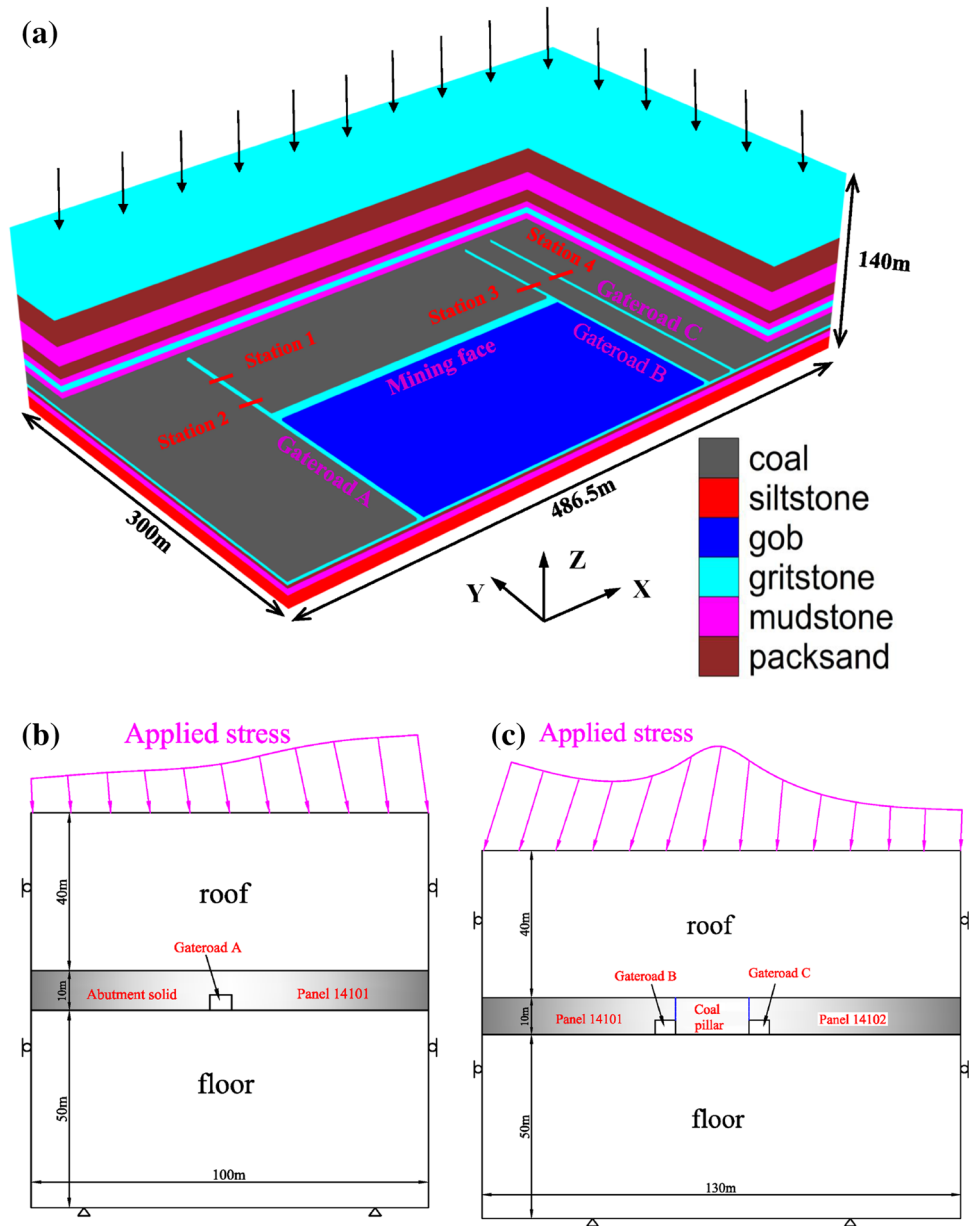 (a)
140m
Station 4
Station 3
Gateroad C
Station 1
Mining face
Gateroad B
Station 2
Gateroad A
300m
486.5m
Z
Y
X
coal
siltstone
gob
gritstone
mudstone
packsand
(b)
Applied stress
40m
roof
Gateroad A
10m
Abutment solid
Panel 14101
50m
floor
100m
(c)
Applied stress
40m
roof
Gateroad B
Gateroad C
10m
Panel 14101
Coal
pillar
Panel 14102
50m
floor
130m